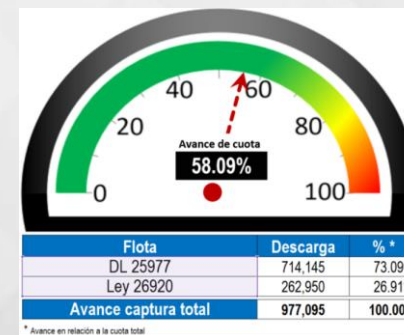 40
60
20
80
Avance de cuota
58.09%
0
100
Flota Descarga % *
DL 25977 714,145 73.09
Ley 26920 262,950 26.91
Avance captura total 977,095 100.00
* Avance en relación a la cuota total